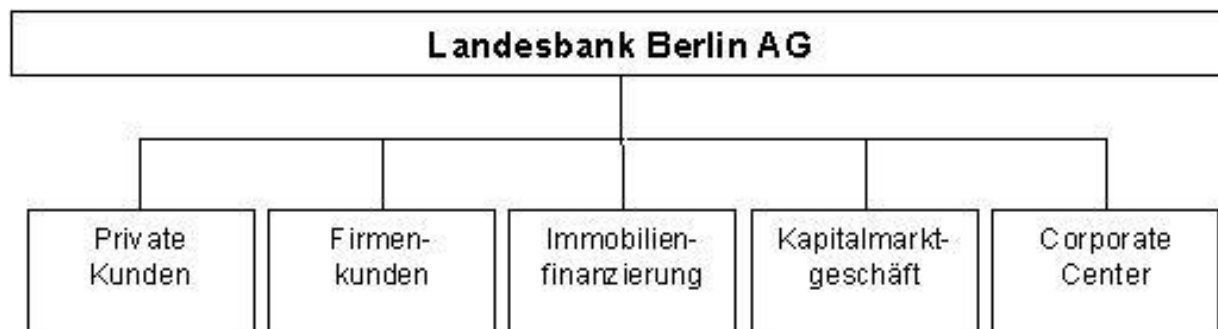 Landesbank Berlin AG
Private
Kunden
Firmen-
kunden
Immobilien-
finanzierung
Kapitalmarkt-
geschäft
Corporate
Center